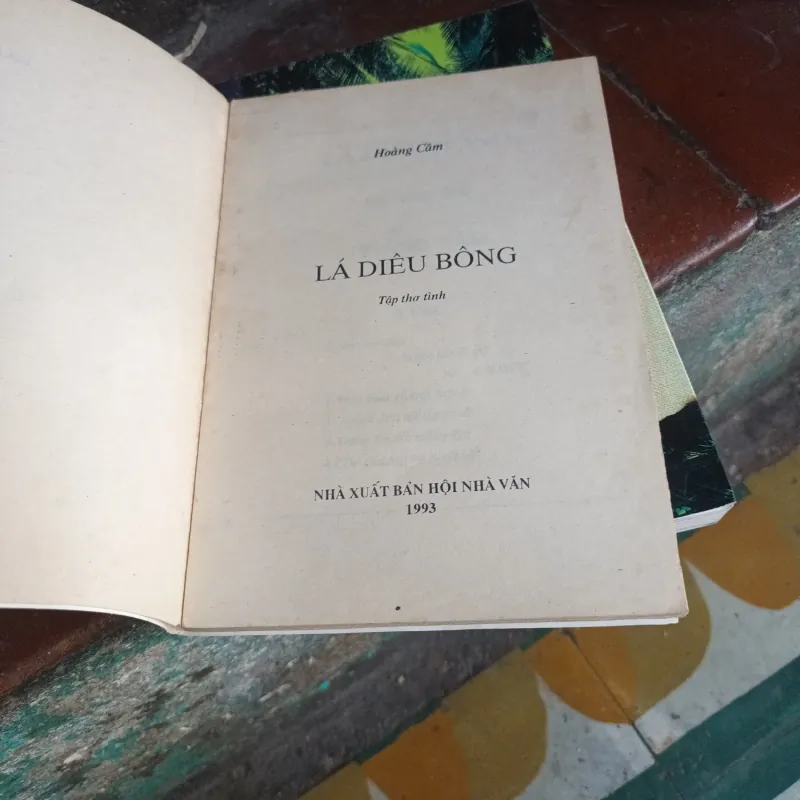 Hoàng Cầm
LÁ DIÊU BÔNG
Tập thơ tình
NHÀ XUẤT BẢN HỘI NHÀ VĂN
1993